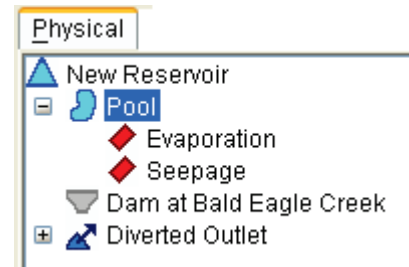 Physical
New Reservoir
Pool
Evaporation
Seepage
Dam at Bald Eagle Creek
Diverted Outlet